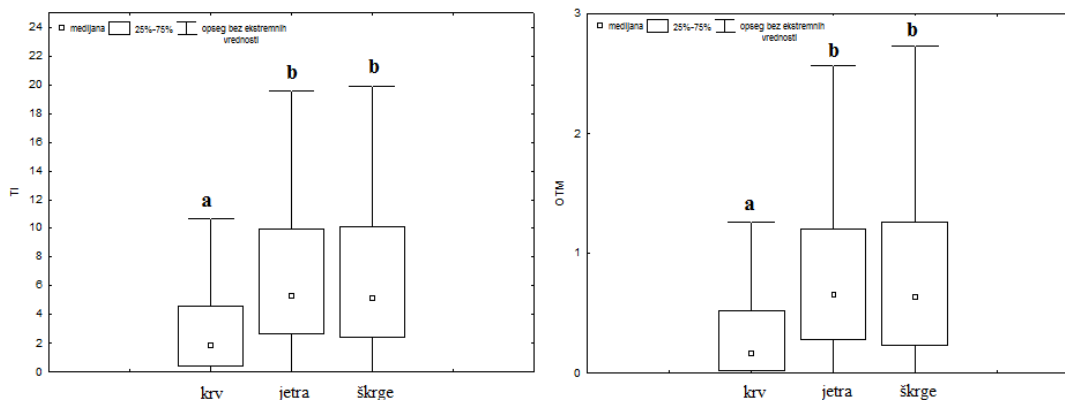 24
22
20
18
16
14
12
10
8
6
4
2
0
TI
medijana 25%-75% opseg bez ekstremnih
vrednosti
a
b
b
krv jetra škrge
3
2
1
0
OTM
medijana 25%-75% opseg bez ekstremnih
vrednosti
a
b
b
krv jetra škrge